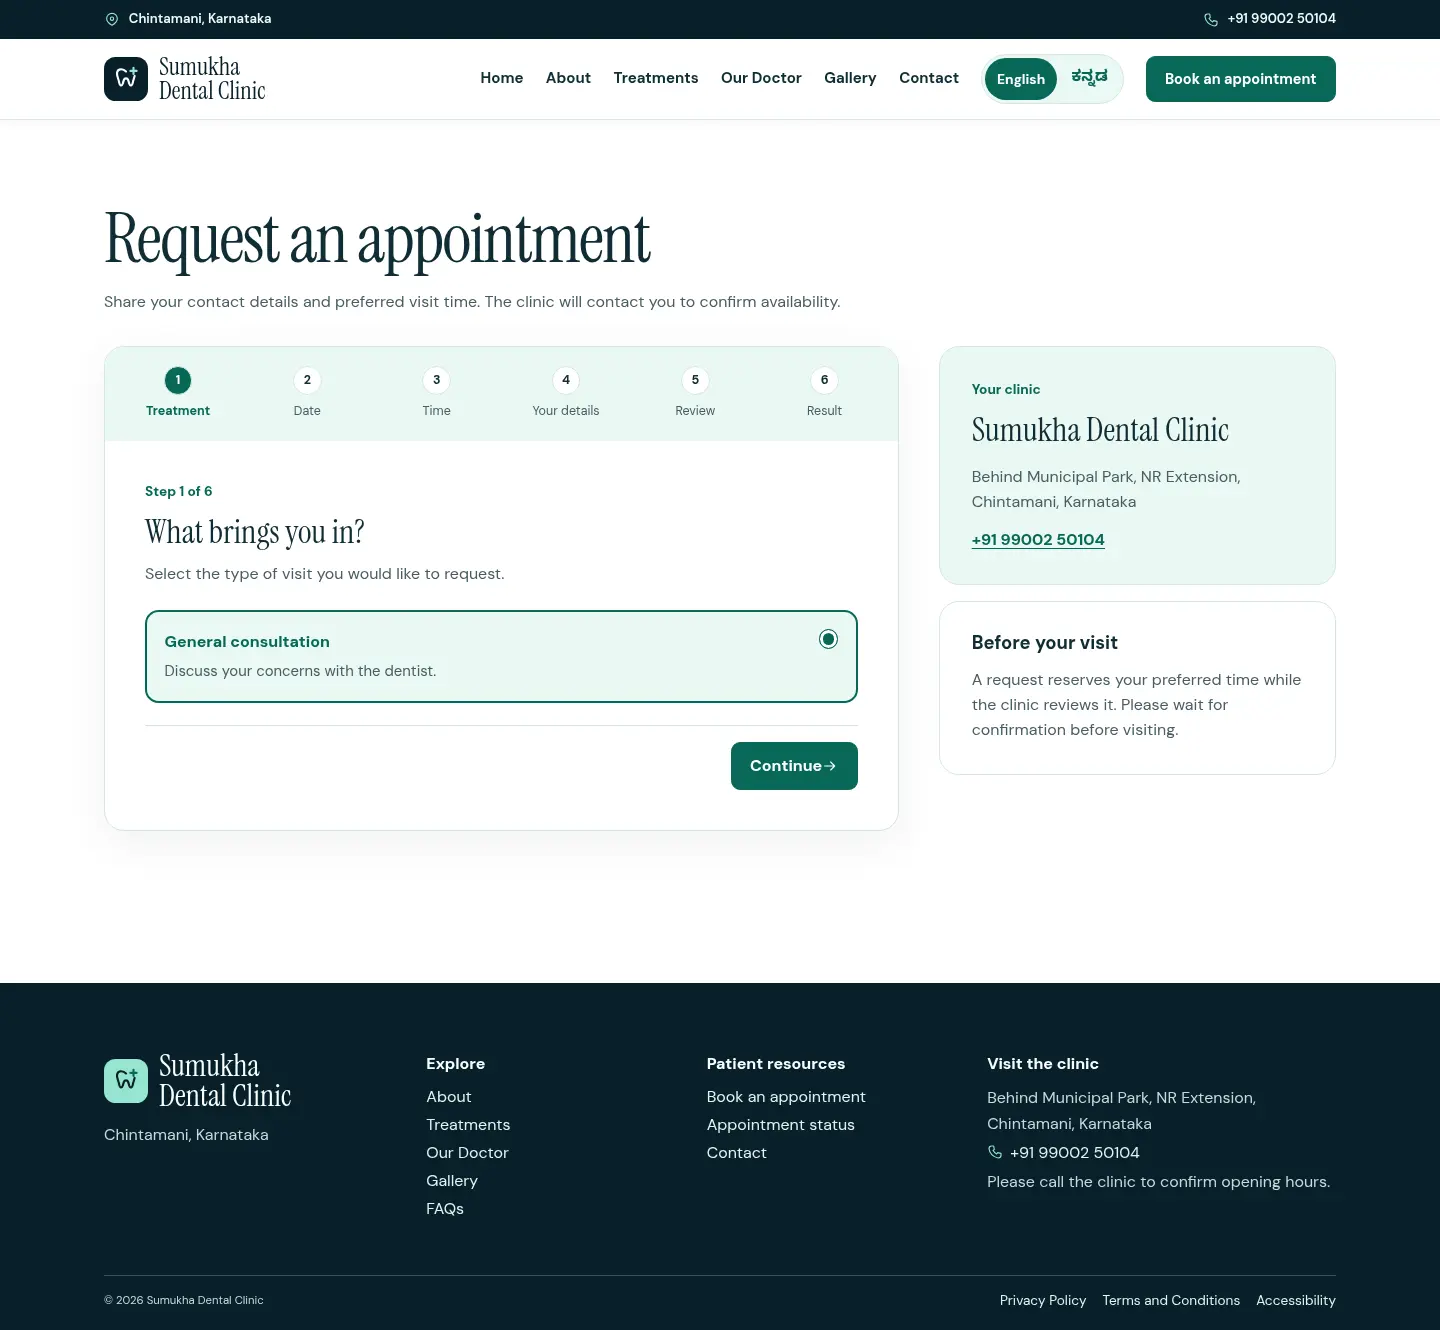 Chintamani, Karnataka
+91 99002 50104
Sumukha
Dental Clinic
Home
About
Treatments
Our Doctor
Gallery
Contact
English
ಕನ್ನಡ
Book an appointment
Request an appointment
Share your contact details and preferred visit time. The clinic will contact you to confirm availability.
1
2
3
4
5
6
Treatment
Date
Time
Your details
Review
Result
Step 1 of 6
What brings you in?
Select the type of visit you would like to request.
General consultation
Discuss your concerns with the dentist.
Continue→
Your clinic
Sumukha Dental Clinic
Behind Municipal Park, NR Extension,
Chintamani, Karnataka
+91 99002 50104
Before your visit
A request reserves your preferred time while
the clinic reviews it. Please wait for
confirmation before visiting.
Sumukha
Dental Clinic
Chintamani, Karnataka
Explore
About
Treatments
Our Doctor
Gallery
FAQs
Patient resources
Book an appointment
Appointment status
Contact
Visit the clinic
Behind Municipal Park, NR Extension,
Chintamani, Karnataka
+91 99002 50104
Please call the clinic to confirm opening hours.
© 2026 Sumukha Dental Clinic
Privacy Policy
Terms and Conditions
Accessibility